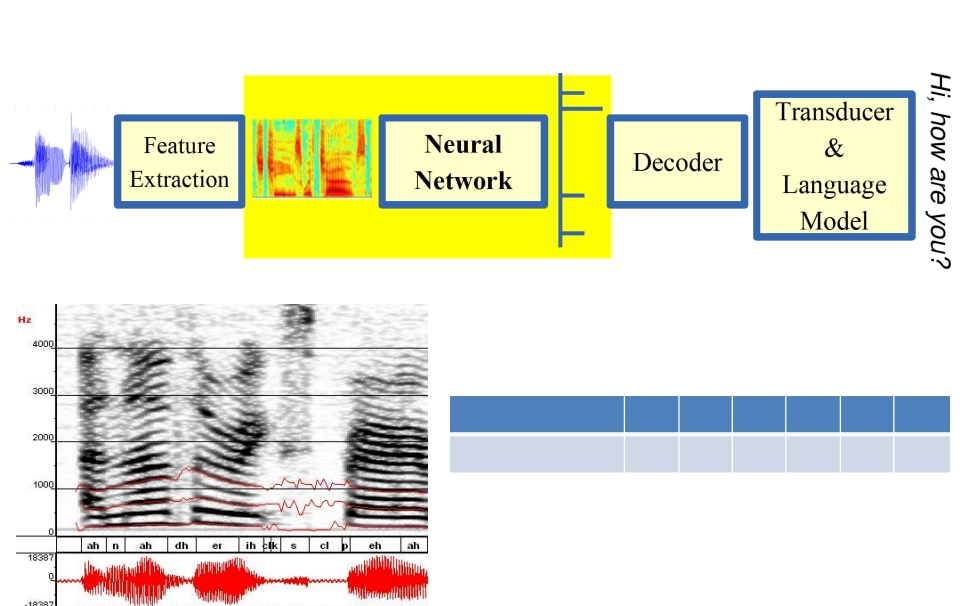 Feature
Extraction
Neural
Network
Decoder
Transducer
&
Language
Model
Hi, how are you?
Hz
4000
3000
2000
1000
0
ah n ah dh er ih cl k s cl p eh ah
18387
0
-18387